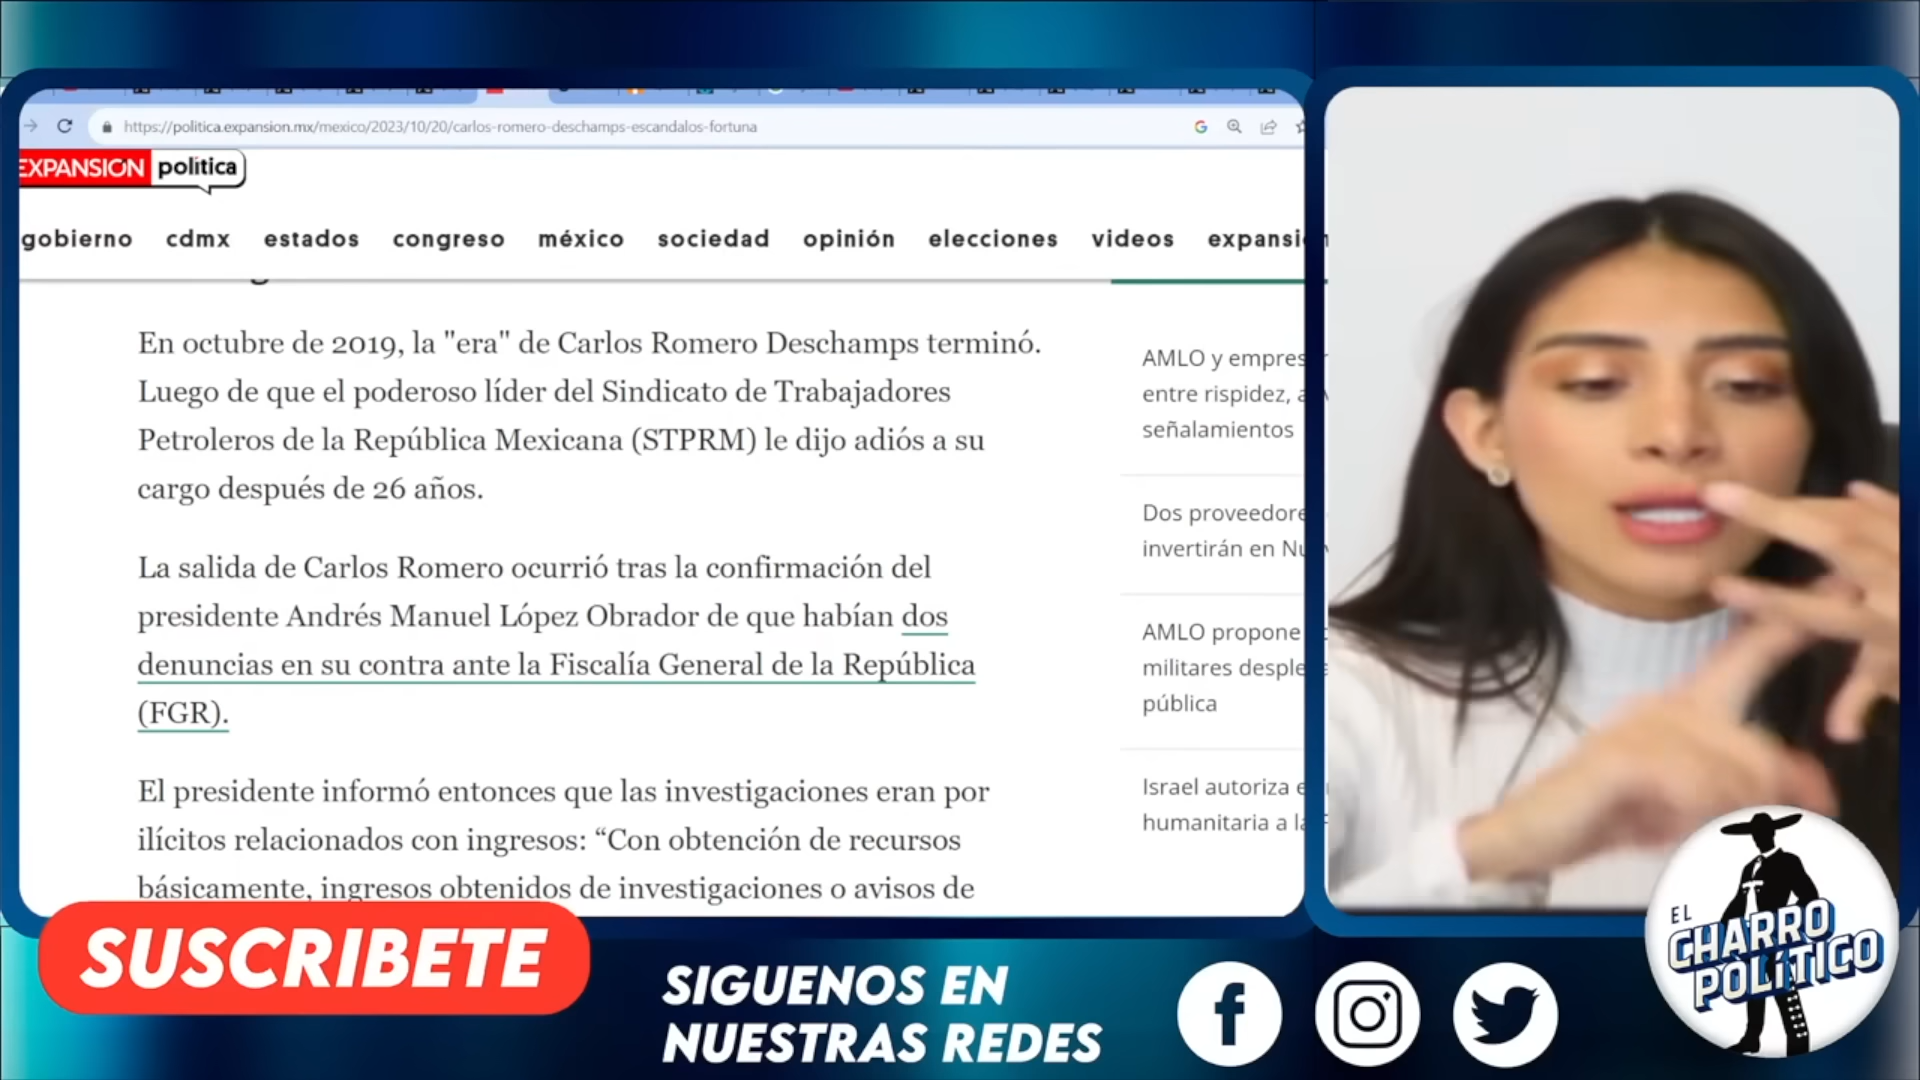 https://politica.expansion.mx/mexico/2023/10/20/carlos-romero-deschamps-escandalos-fortuna
EXPANSIÓN política
gobierno cdmx estados congreso méxico sociedad opinión elecciones videos
En octubre de 2019, la "era" de Carlos Romero Deschamps terminó.
Luego de que el poderoso líder del Sindicato de Trabajadores
Petroleros de la República Mexicana (STPRM) le dijo adiós a su
cargo después de 26 años.
La salida de Carlos Romero ocurrió tras la confirmación del
presidente Andrés Manuel López Obrador de que habían dos
denuncias en su contra ante la Fiscalía General de la República
(FGR).
El presidente informó entonces que las investigaciones eran por
ilícitos relacionados con ingresos: “Con obtención de recursos
básicamente, ingresos obtenidos de investigaciones o avisos de
AMLO y
entre rispidez,
señalamientos
Dos
invertirán en
AMLO propone
militares
pública
Israel autoriza
humanitaria a
SUSCRIBETE
SIGUENOS EN
NUESTRAS REDES
EL
CHARRO
POLÍTICO